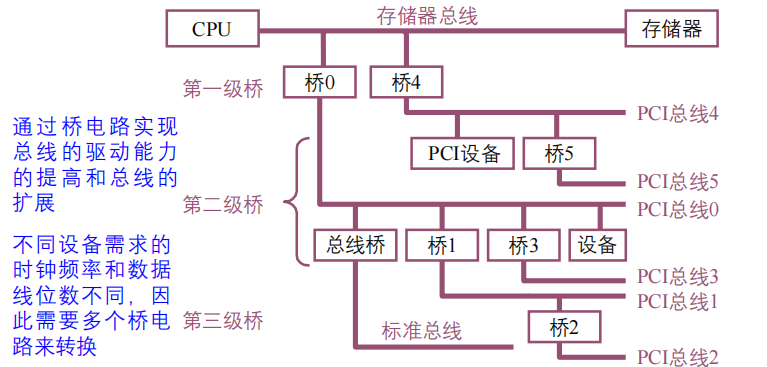 存储器总线
CPU
存储器
第一级桥
桥0
桥4
PCI总线4
通过桥电路实现
总线的驱动能力
的提高和总线的
扩展
PCI设备
桥5
PCI总线5
第二级桥
PCI总线0
不同设备需求的
时钟频率和数据
线位数不同，因
此需要多个桥电
路来转换
总线桥
桥1
桥3
设备
PCI总线3
PCI总线1
第三级桥
标准总线
桥2
PCI总线2